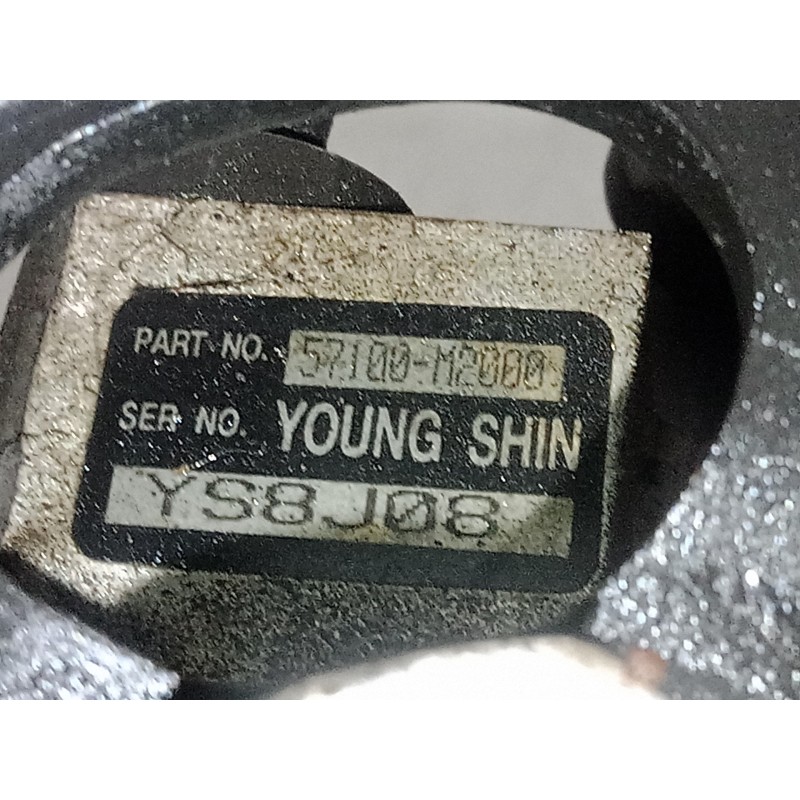 PART NO. 57100-M2000
SER NO. YOUNG SHIN
YS8J08